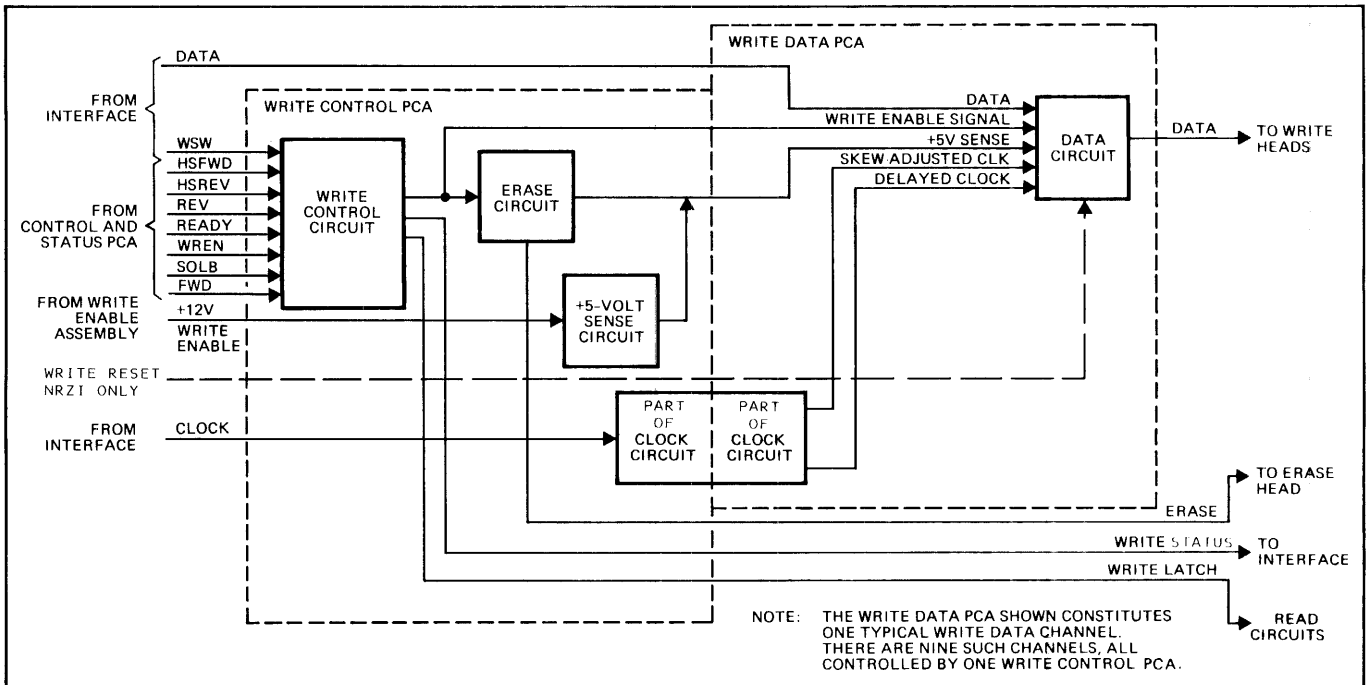 WRITE DATA PCA
DATA
FROM
INTERFACE
WRITE CONTROL PCA
DATA
WRITE ENABLE SIGNAL
+5V SENSE
SKEW ADJUSTED CLK
DELAYED CLOCK
DATA
CIRCUIT
DATA
TO WRITE
HEADS
WSW
HSFWD
HSREV
REV
READY
WREN
SOLB
FWD
FROM
CONTROL AND
STATUS PCA
WRITE
CONTROL
CIRCUIT
ERASE
CIRCUIT
FROM WRITE
ENABLE
ASSEMBLY
+12V
WRITE
ENABLE
+5-VOLT
SENSE
CIRCUIT
WRITE RESET
NRZI ONLY
FROM
INTERFACE
CLOCK
PART
OF
CLOCK
CIRCUIT
PART
OF
CLOCK
CIRCUIT
TO ERASE
HEAD
ERASE
WRITE STATUS
TO
INTERFACE
WRITE LATCH
READ
CIRCUITS
NOTE: THE WRITE DATA PCA SHOWN CONSTITUTES
ONE TYPICAL WRITE DATA CHANNEL.
THERE ARE NINE SUCH CHANNELS, ALL
CONTROLLED BY ONE WRITE CONTROL PCA.